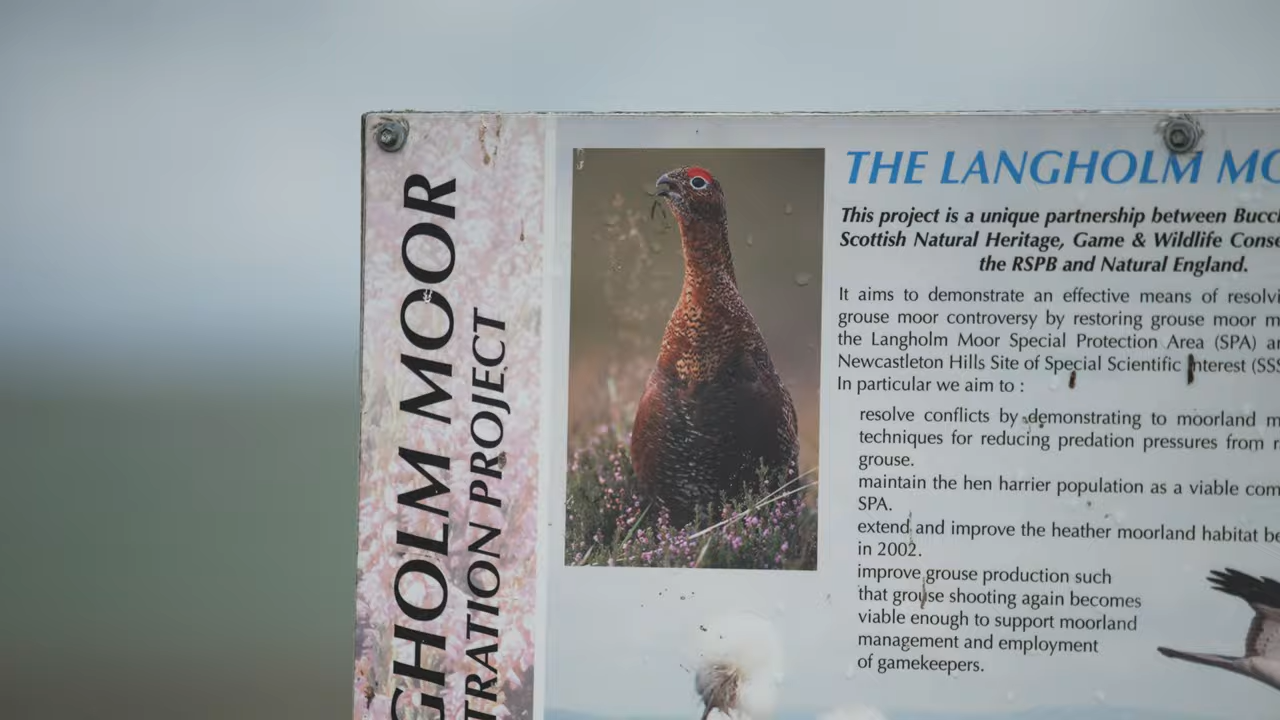 GHOLM MOOR
TRATION PROJECT
THE LANGHOLM MO
This project is a unique partnership between Bucc
Scottish Natural Heritage, Game & Wildlife Conse
the RSPB and Natural England.
It aims to demonstrate an effective means of resolvi
grouse moor controversy by restoring grouse moor m
the Langholm Moor Special Protection Area (SPA) a
Newcastleton Hills Site of Special Scientific Interest (SSS
In particular we aim to :
resolve conflicts by demonstrating to moorland m
techniques for reducing predation pressures from
grouse.
maintain the hen harrier population as a viable com
SPA.
extend and improve the heather moorland habitat be
in 2002.
improve grouse production such
that grouse shooting again becomes
viable enough to support moorland
management and employment
of gamekeepers.